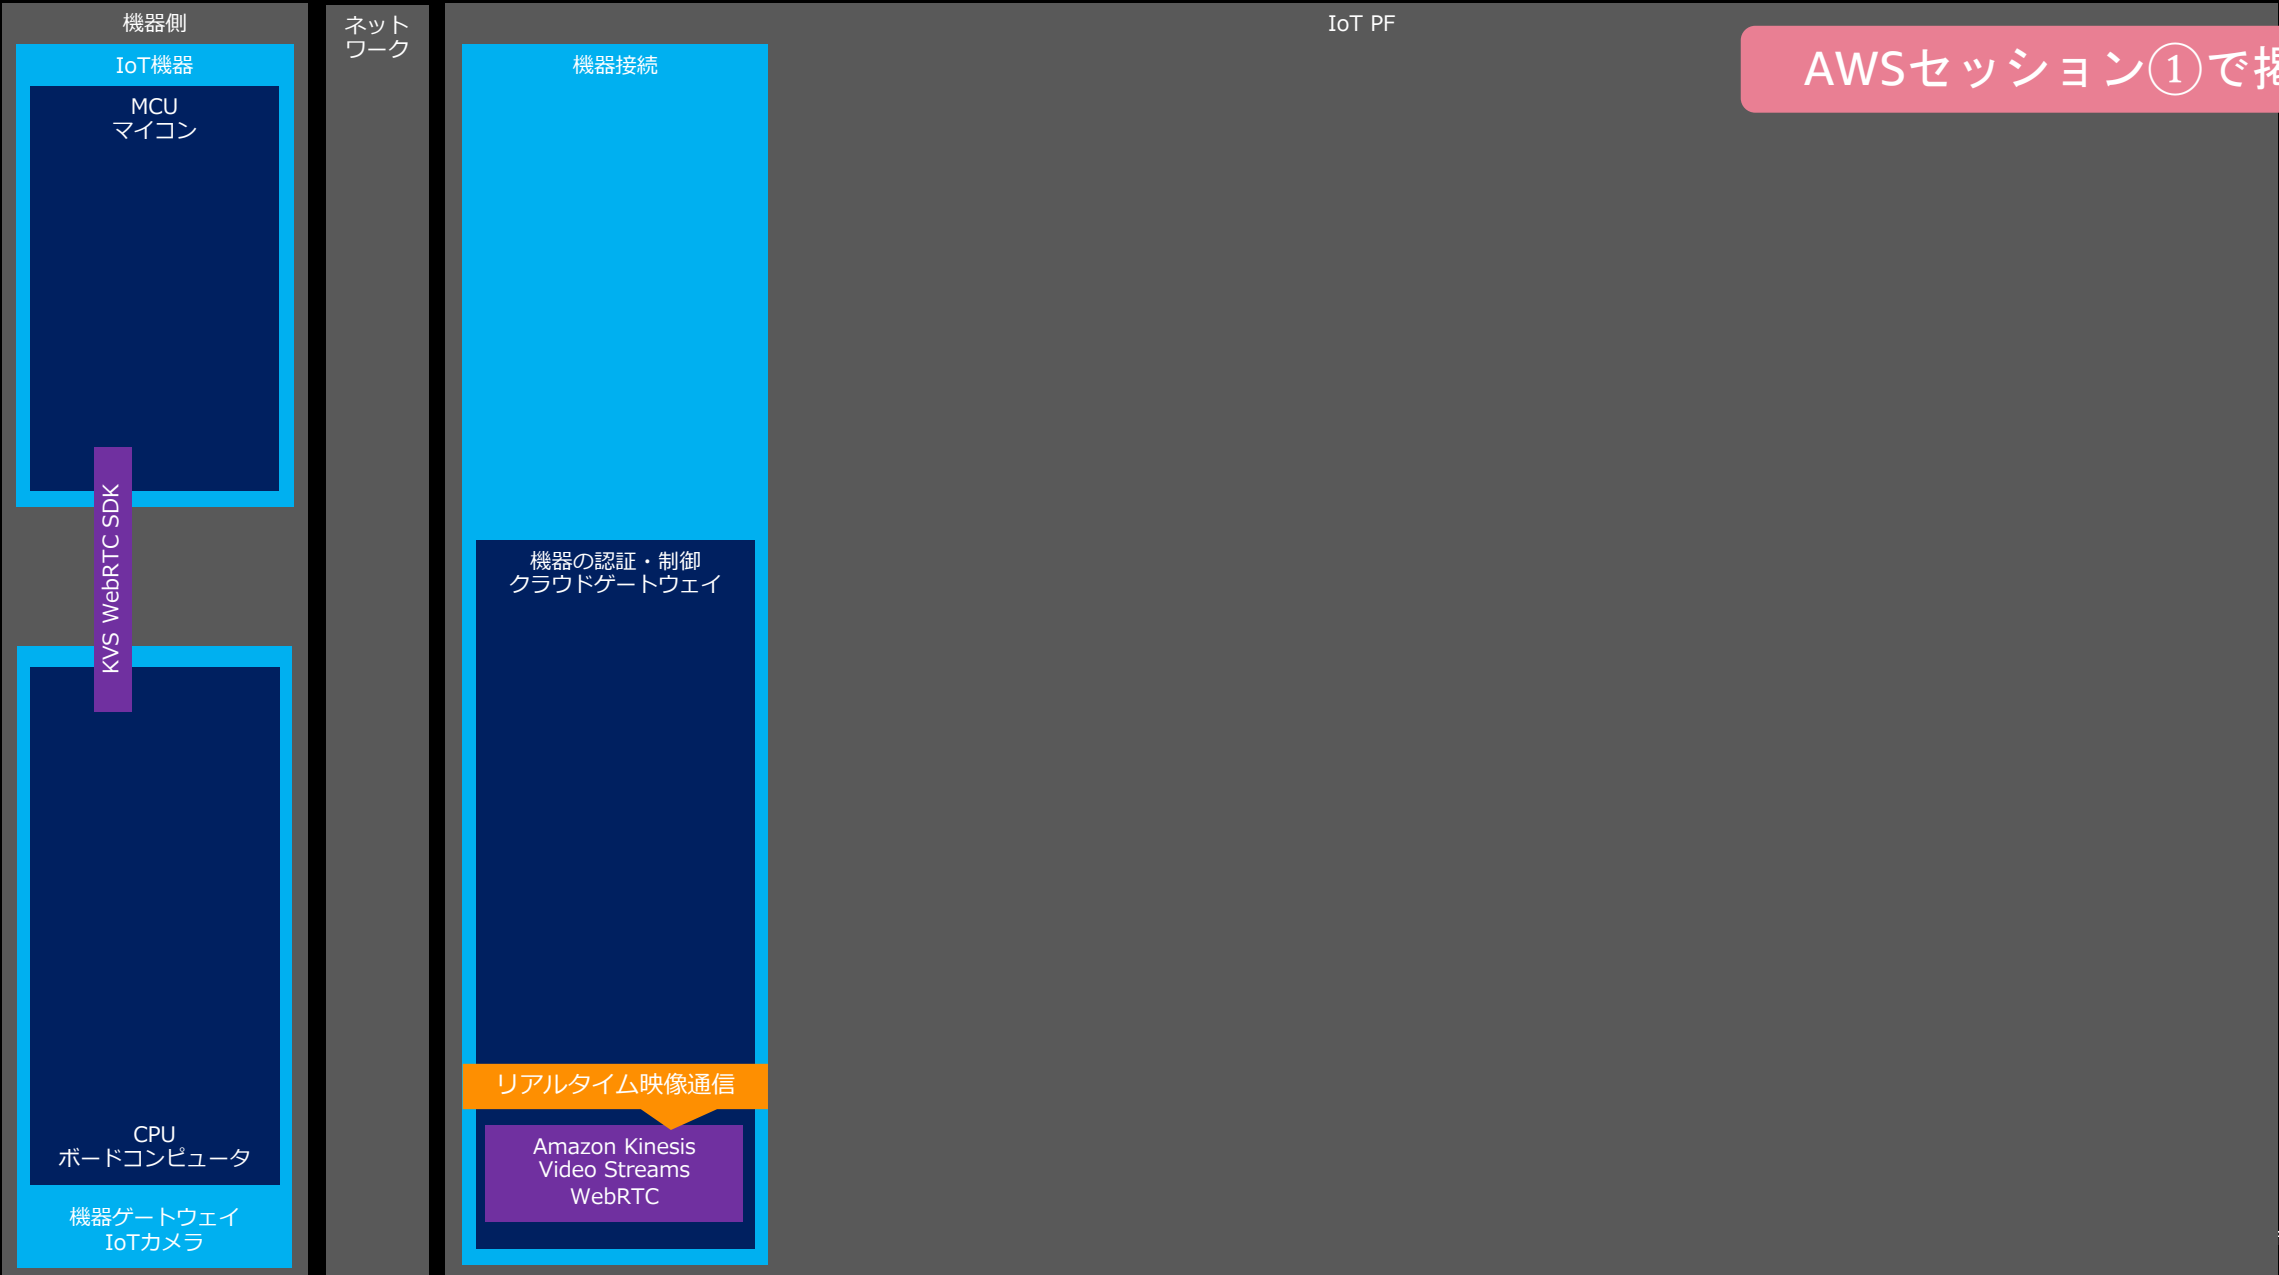 機器側
IoT機器
MCU
マイコン
KVS WebRTC SDK
CPU
ボードコンピュータ
機器ゲートウェイ
IoTカメラ
ネット
ワーク
IoT PF
AWSセッション①で
機器接続
機器の認証・制御
クラウドゲートウェイ
リアルタイム映像通信
Amazon Kinesis
Video Streams
WebRTC